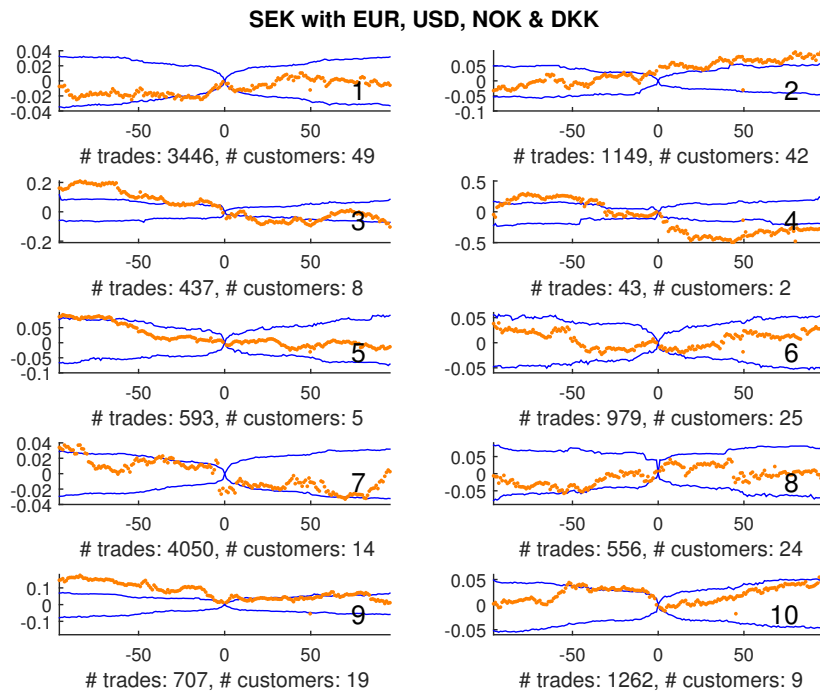 SEK with EUR, USD, NOK & DKK
0.04
0.02
0
-0.02
-0.04
-50 0 50
1
# trades: 3446, # customers: 49
0.05
0
-0.05
-0.1
-50 0 50
2
# trades: 1149, # customers: 42
0.2
0
-0.2
-50 0 50
3
# trades: 437, # customers: 8
0.5
0
-0.5
-50 0 50
4
# trades: 43, # customers: 2
0.05
0
-0.05
-0.1
-50 0 50
5
# trades: 593, # customers: 5
0.05
0
-0.05
-50 0 50
6
# trades: 979, # customers: 25
0.04
0.02
0
-0.02
-0.04
-50 0 50
7
# trades: 4050, # customers: 14
0.05
0
-0.05
-50 0 50
8
# trades: 556, # customers: 24
0.1
0
-0.1
-50 0 50
9
# trades: 707, # customers: 19
0.05
0
-0.05
-50 0 50
10
# trades: 1262, # customers: 9